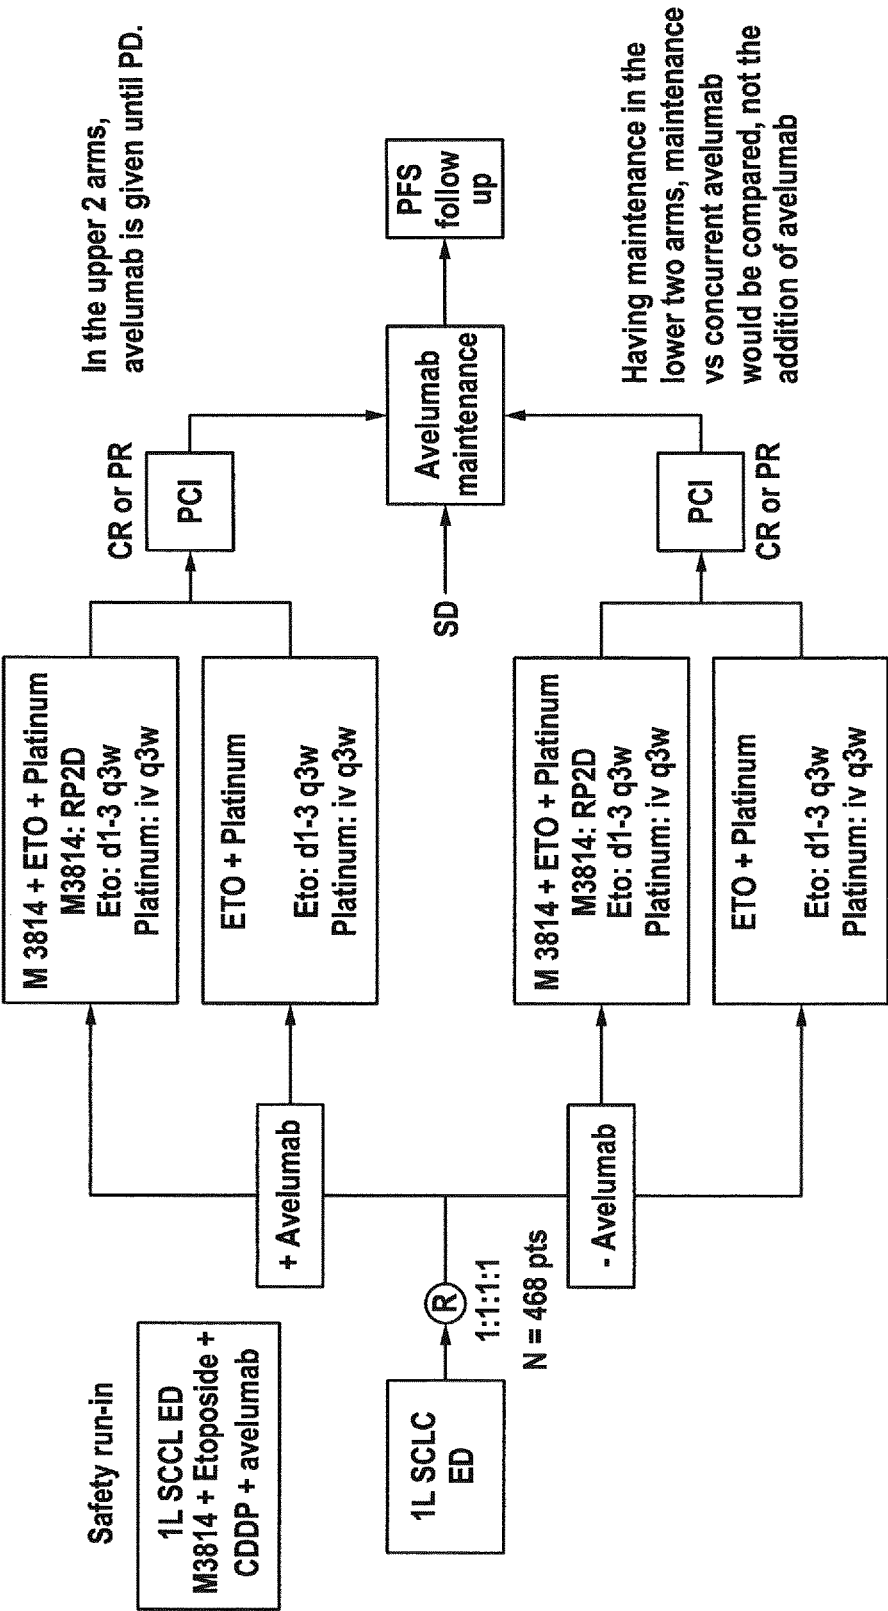 Safety run-in
1L SCCL ED
M3814 + Etoposide +
CDDP + avelumab
1L SCLC
ED
R
1:1:1:1
N = 468 pts
+ Avelumab
- Avelumab
M 3814 + ETO + Platinum
M3814: RP2D
Eto: d1-3 q3w
Platinum: iv q3w
ETO + Platinum
Eto: d1-3 q3w
Platinum: iv q3w
M 3814 + ETO + Platinum
M3814: RP2D
Eto: d1-3 q3w
Platinum: iv q3w
ETO + Platinum
Eto: d1-3 q3w
Platinum: iv q3w
CR or PR
PCI
SD
PCI
CR or PR
Avelumab
maintenance
PFS
follow
up
In the upper 2 arms,
avelumab is given until PD.
Having maintenance in the
lower two arms, maintenance
vs concurrent avelumab
would be compared, not the
addition of avelumab